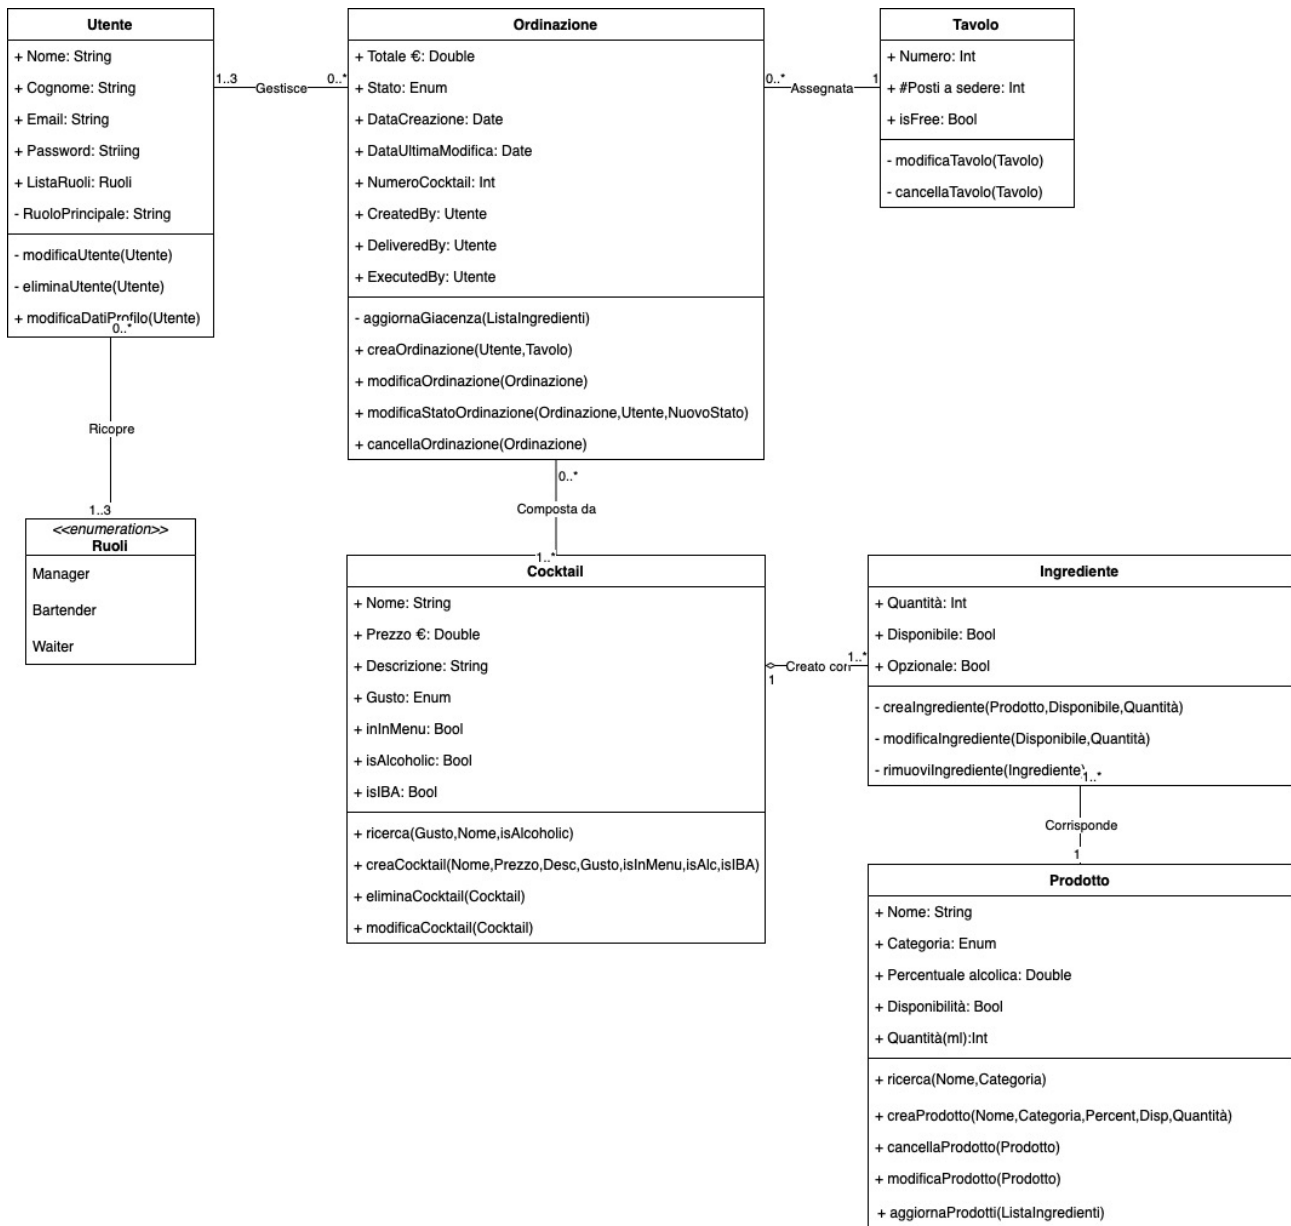 Utente
+ Nome: String
+ Cognome: String
+ Email: String
+ Password: Striing
+ ListaRuoli: Ruoli
- RuoloPrincipale: String
- modificaUtente(Utente)
- eliminaUtente(Utente)
+ modificaDatiProfilo(Utente)
0..*
Ricopre
1..3
<<enumeration>>
Ruoli
Manager
Bartender
Waiter
1..3
Gestisce
0..*
Ordinazione
+ Totale €: Double
+ Stato: Enum
+ DataCreazione: Date
+ DataUltimaModifica: Date
+ NumeroCocktail: Int
+ CreatedBy: Utente
+ DeliveredBy: Utente
+ ExecutedBy: Utente
- aggiornaGiacenza(ListaIngredienti)
+ creaOrdinazione(Utente,Tavolo)
+ modificaOrdinazione(Ordinazione)
+ modificaStatoOrdinazione(Ordinazione,Utente,NuovoStato)
+ cancellaOrdinazione(Ordinazione)
0..*
Assegnata
1
Tavolo
+ Numero: Int
+ #Posti a sedere: Int
+ isFree: Bool
- modificaTavolo(Tavolo)
- cancellaTavolo(Tavolo)
0..*
Composta da
1..*
Cocktail
+ Nome: String
+ Prezzo €: Double
+ Descrizione: String
+ Gusto: Enum
+ inInMenu: Bool
+ isAlcoholic: Bool
+ isIBA: Bool
+ ricerca(Gusto,Nome,isAlcoholic)
+ creaCocktail(Nome,Prezzo,Desc,Gusto,isInMenu,isAlc,isIBA)
+ eliminaCocktail(Cocktail)
+ modificaCocktail(Cocktail)
1
Creato con
1..*
Ingrediente
+ Quantità: Int
+ Disponibile: Bool
+ Opzionale: Bool
- creaIngrediente(Prodotto,Disponibile,Quantità)
- modificaIngrediente(Disponibile,Quantità)
- rimuoviIngrediente(Ingrediente)
1..*
Corrisponde
1
Prodotto
+ Nome: String
+ Categoria: Enum
+ Percentuale alcolica: Double
+ Disponibilità: Bool
+ Quantità(ml):Int
+ ricerca(Nome,Categoria)
+ creaProdotto(Nome,Categoria,Percent,Disp,Quantità)
+ cancellaProdotto(Prodotto)
+ modificaProdotto(Prodotto)
+ aggiornaProdotti(ListaIngredienti)